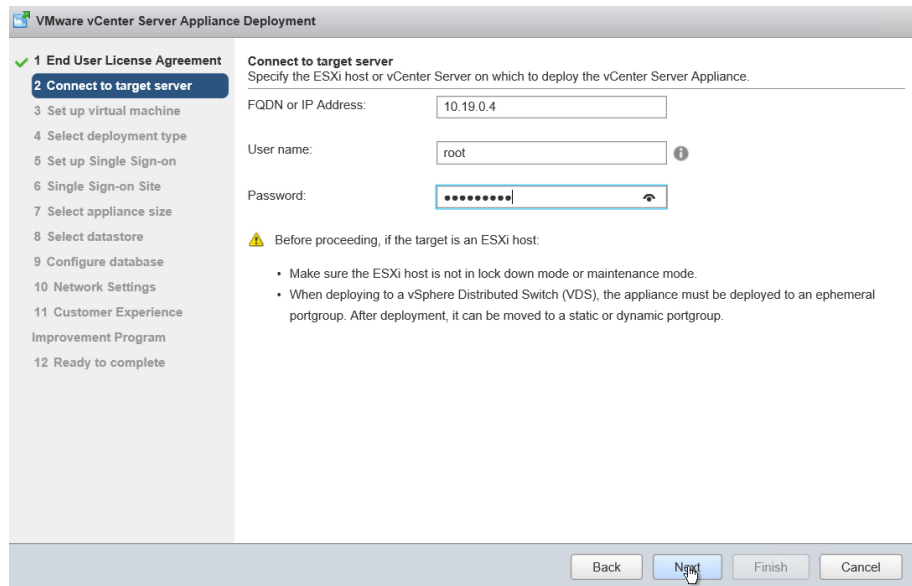 VMware vCenter Server Appliance Deployment
1 End User License Agreement
2 Connect to target server
3 Set up virtual machine
4 Select deployment type
5 Set up Single Sign-on
6 Single Sign-on Site
7 Select appliance size
8 Select datastore
9 Configure database
10 Network Settings
11 Customer Experience
Improvement Program
12 Ready to complete
Connect to target server
Specify the ESXi host or vCenter Server on which to deploy the vCenter Server Appliance.
FQDN or IP Address: 10.19.0.4
User name: root
Password: •••••••••
Before proceeding, if the target is an ESXi host:
• Make sure the ESXi host is not in lock down mode or maintenance mode.
• When deploying to a vSphere Distributed Switch (VDS), the appliance must be deployed to an ephemeral
portgroup. After deployment, it can be moved to a static or dynamic portgroup.
Back Next Finish Cancel